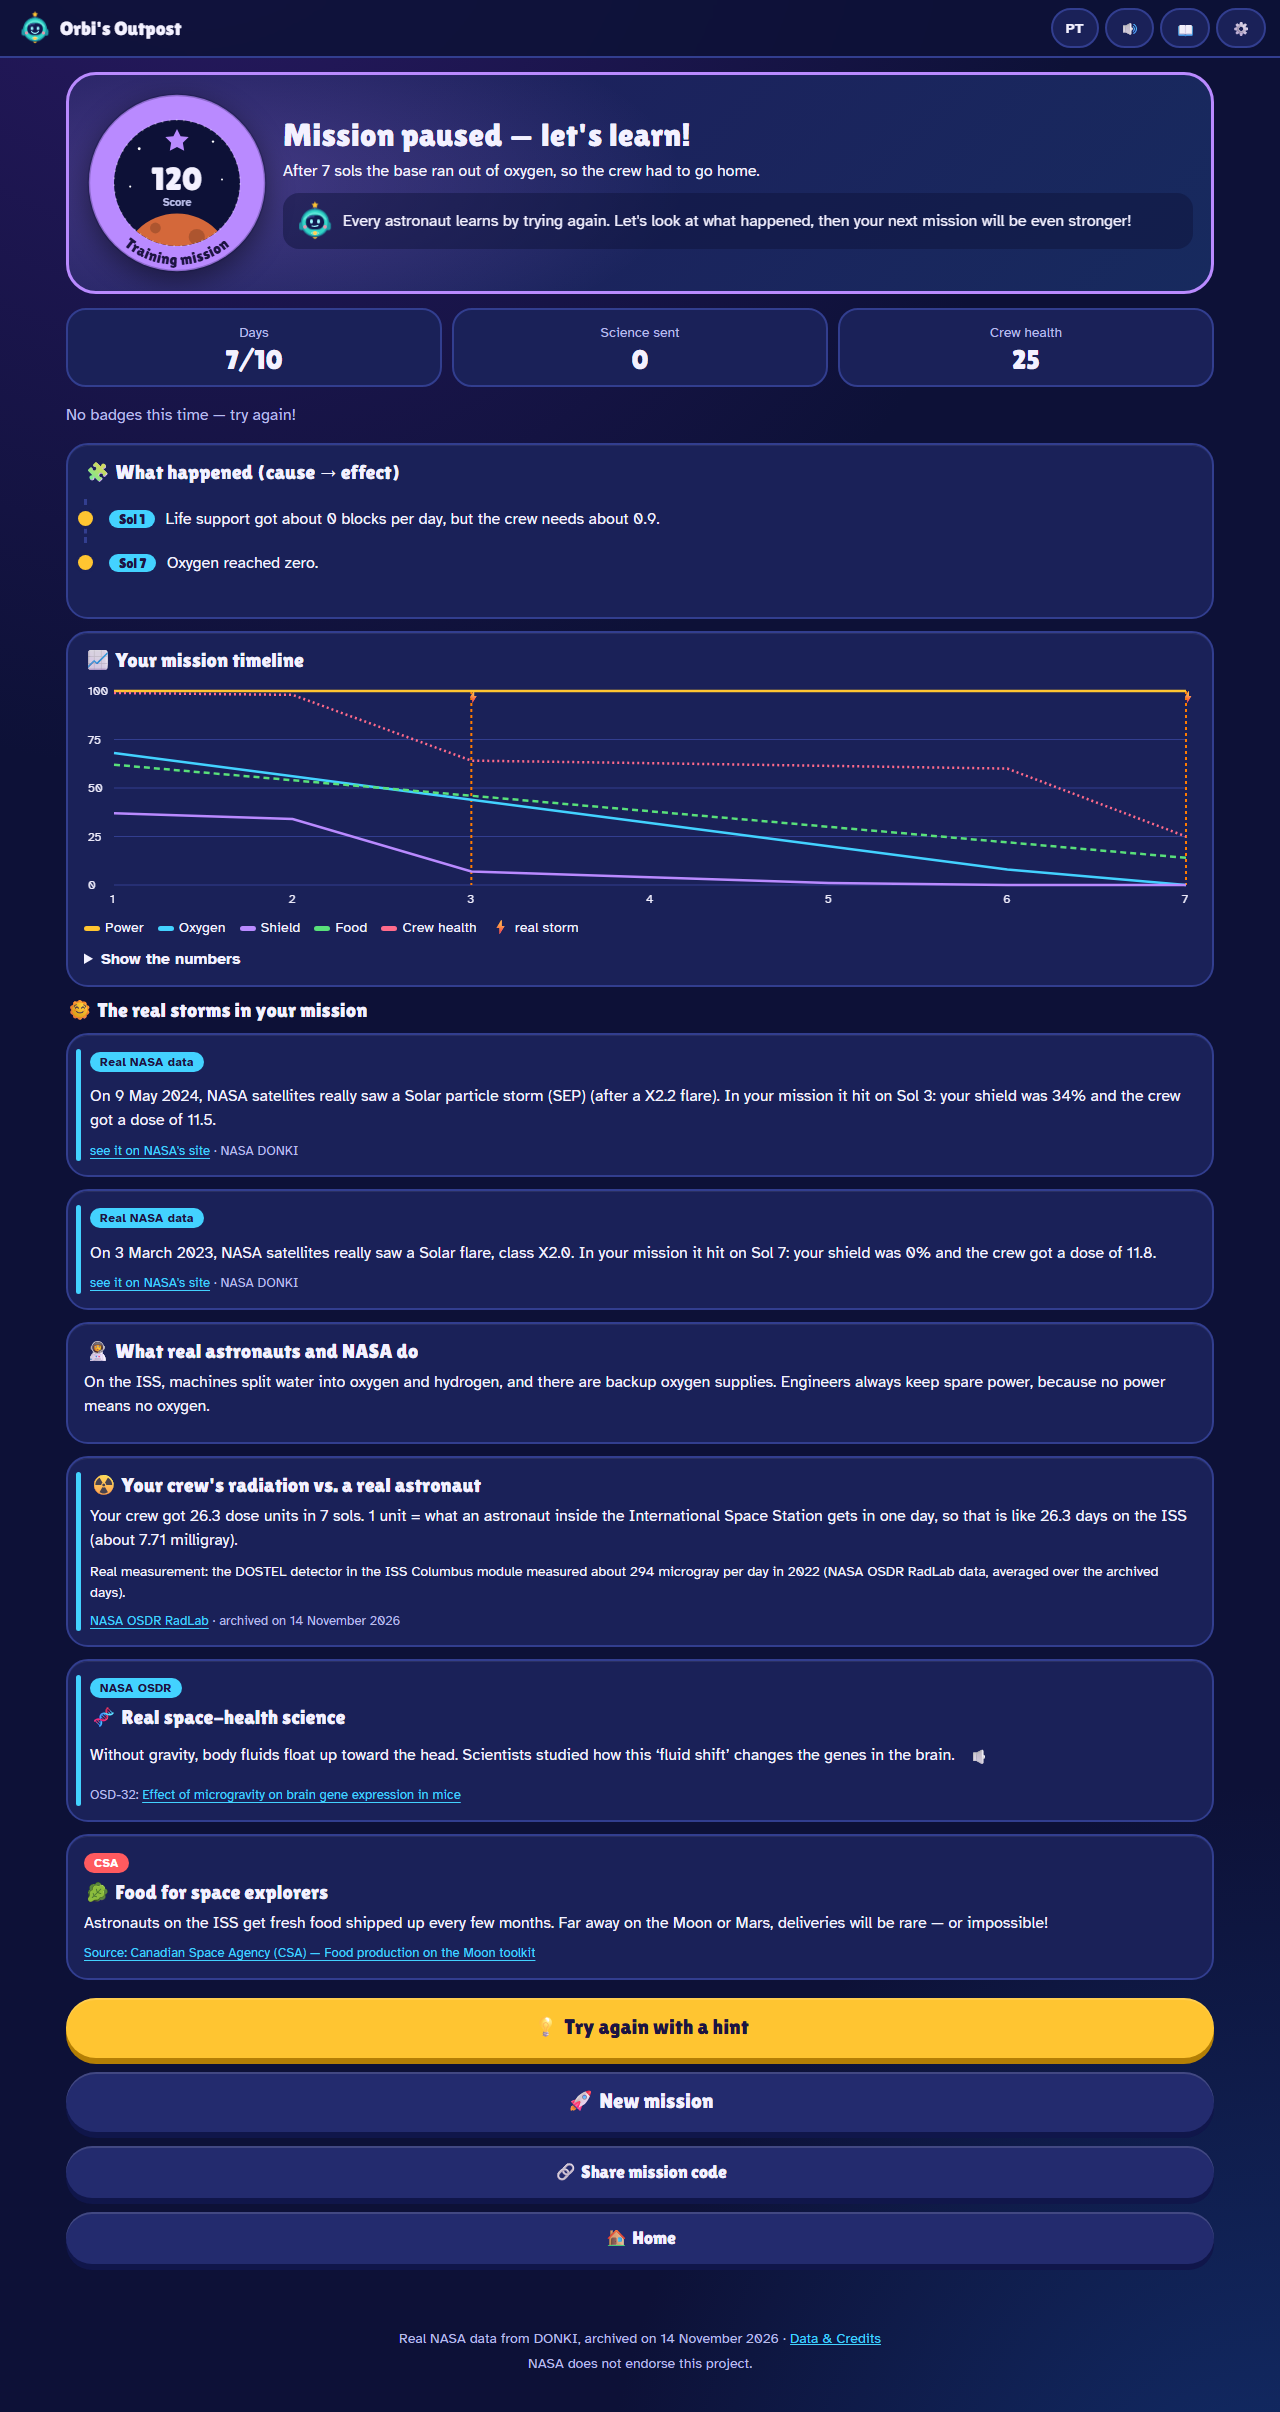 Orbi's Outpost
PT
120
Score
Training mission
Mission paused — let's learn!
After 7 sols the base ran out of oxygen, so the crew had to go home.
Every astronaut learns by trying again. Let's look at what happened, then your next mission will be even stronger!
Days
7/10
Science sent
0
Crew health
25
No badges this time — try again!
What happened (cause → effect)
Sol 1 Life support got about 0 blocks per day, but the crew needs about 0.9.
Sol 7 Oxygen reached zero.
Your mission timeline
100
75
50
25
0
1 2 3 4 5 6 7
Power Oxygen Shield Food Crew health real storm
Show the numbers
The real storms in your mission
Real NASA data
On 9 May 2024, NASA satellites really saw a Solar particle storm (SEP) (after a X2.2 flare). In your mission it hit on Sol 3: your shield was 34% and the crew
got a dose of 11.5.
see it on NASA's site · NASA DONKI
Real NASA data
On 3 March 2023, NASA satellites really saw a Solar flare, class X2.0. In your mission it hit on Sol 7: your shield was 0% and the crew got a dose of 11.8.
see it on NASA's site · NASA DONKI
What real astronauts and NASA do
On the ISS, machines split water into oxygen and hydrogen, and there are backup oxygen supplies. Engineers always keep spare power, because no power
means no oxygen.
Your crew's radiation vs. a real astronaut
Your crew got 26.3 dose units in 7 sols. 1 unit = what an astronaut inside the International Space Station gets in one day, so that is like 26.3 days on the ISS
(about 7.71 milligray).
Real measurement: the DOSTEL detector in the ISS Columbus module measured about 294 microgray per day in 2022 (NASA OSDR RadLab data, averaged over the archived
days).
NASA OSDR RadLab · archived on 14 November 2026
NASA OSDR
Real space-health science
Without gravity, body fluids float up toward the head. Scientists studied how this ‘fluid shift’ changes the genes in the brain.
OSD-32: Effect of microgravity on brain gene expression in mice
CSA
Food for space explorers
Astronauts on the ISS get fresh food shipped up every few months. Far away on the Moon or Mars, deliveries will be rare — or impossible!
Source: Canadian Space Agency (CSA) — Food production on the Moon toolkit
Try again with a hint
New mission
Share mission code
Home
Real NASA data from DONKI, archived on 14 November 2026 · Data & Credits
NASA does not endorse this project.